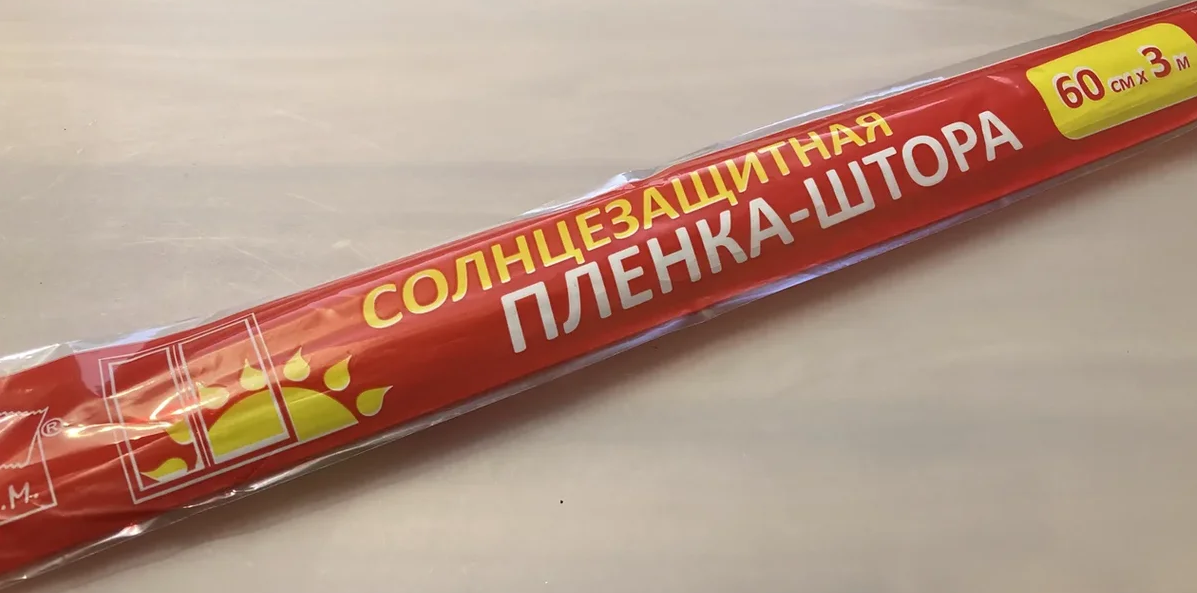 СОЛНЦЕЗАЩИТНАЯ
ПЛЕНКА-ШТОРА
60 см х 3 м
®
.М.